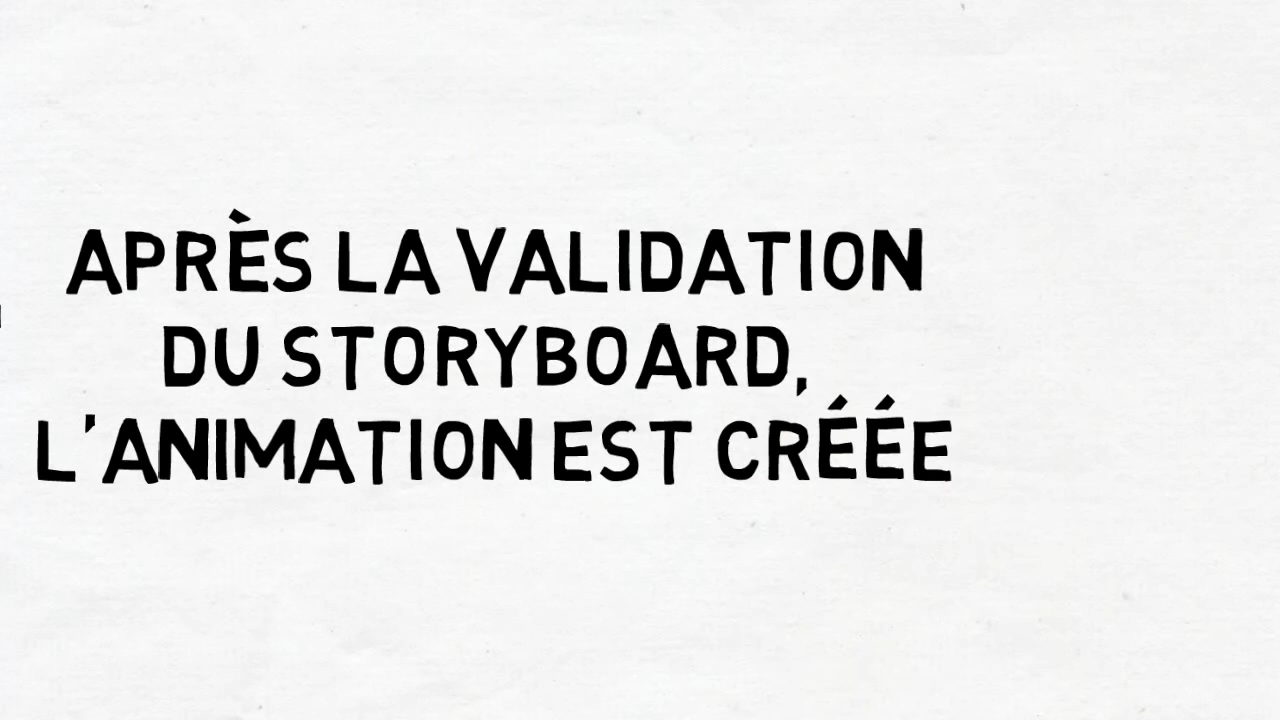 APRÈS LA VALIDATION
DU STORYBOARD,
L'ANIMATION EST CRÉÉE